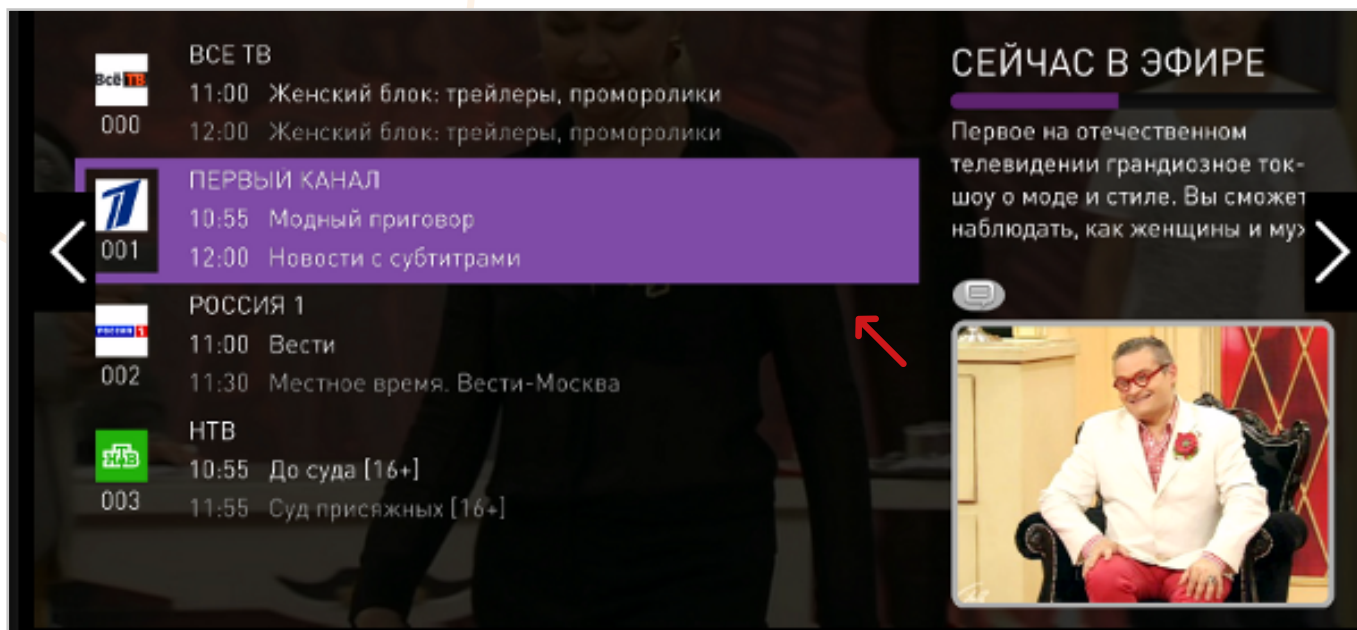 ВСЕ ТВ
Всё ТВ
11:00 Женский блок: трейлеры, проморолики
000
12:00 Женский блок: трейлеры, проморолики
ПЕРВЫЙ КАНАЛ
10:55 Модный приговор
001
12:00 Новости с субтитрами
РОССИЯ 1
РОССИЯ 1
11:00 Вести
002
11:30 Местное время. Вести-Москва
НТВ
НТВ
10:55 До суда [16+]
003
11:55 Суд присяжных [16+]
СЕЙЧАС В ЭФИРЕ
Первое на отечественном
телевидении грандиозное ток-
шоу о моде и стиле. Вы сможет
наблюдать, как женщины и му